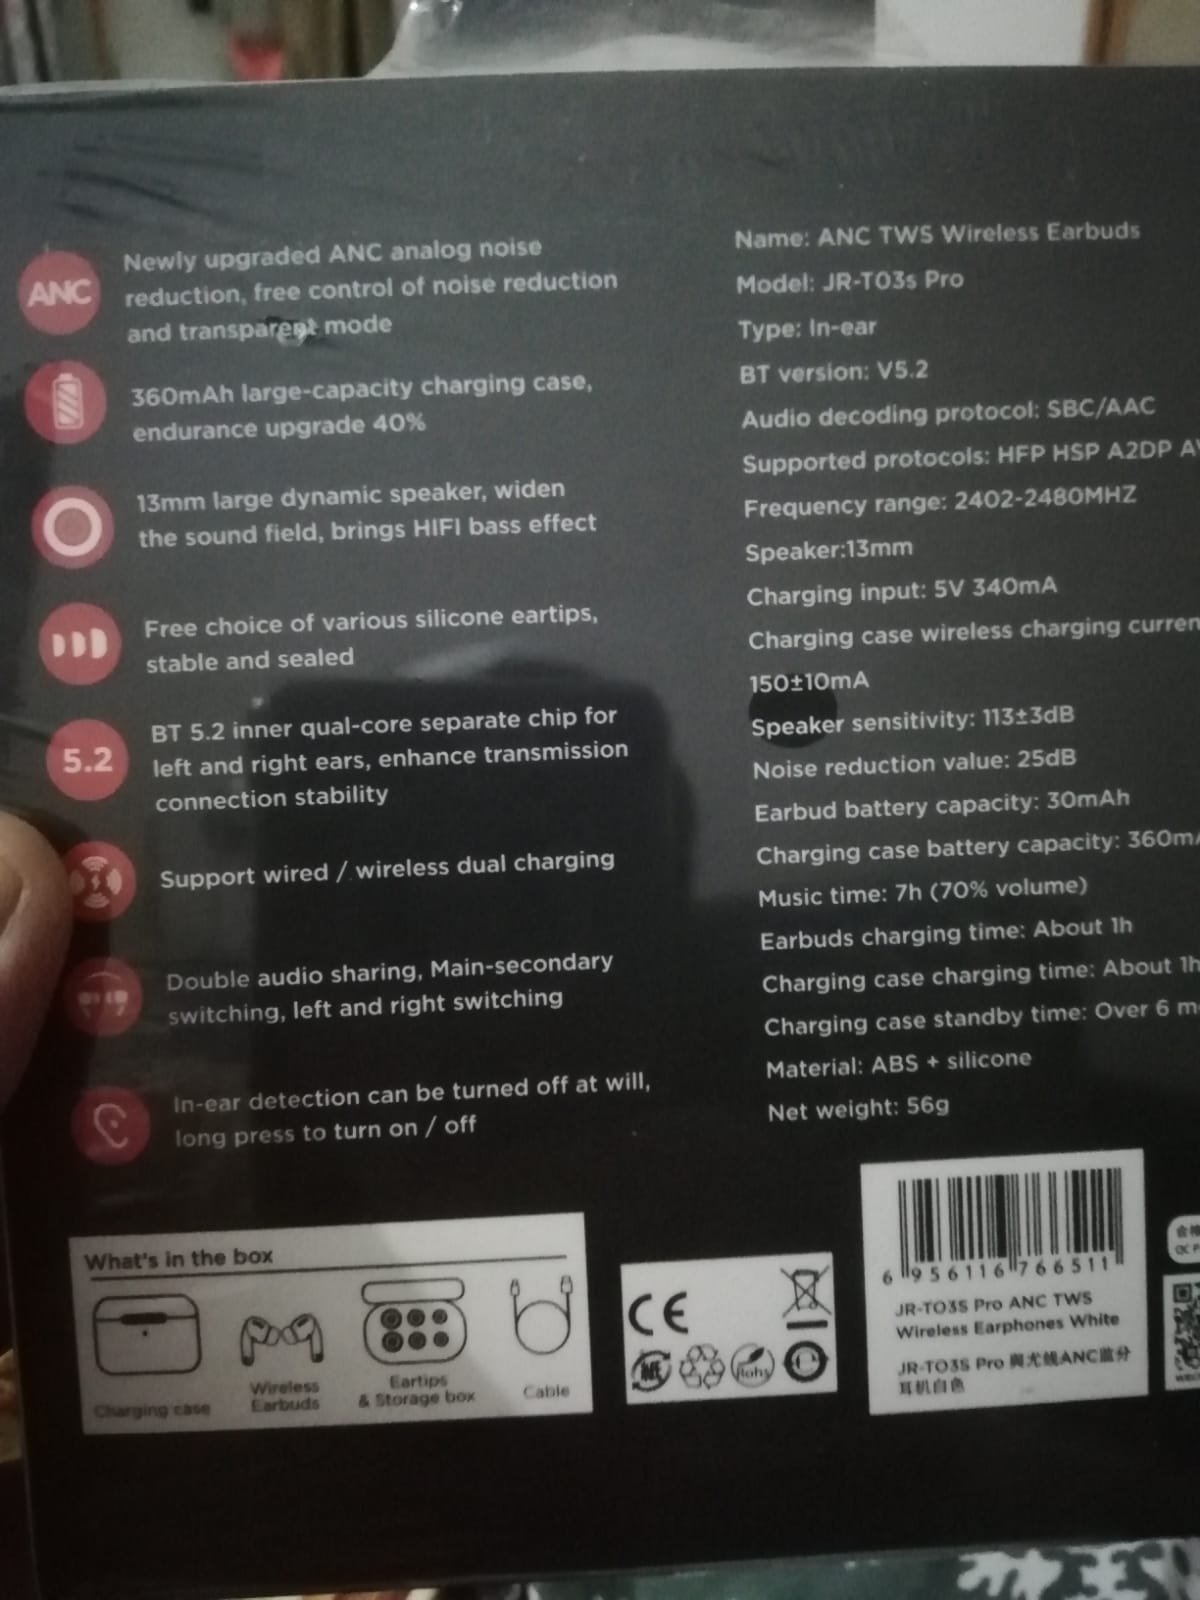 ANC
Newly upgraded ANC analog noise
reduction, free control of noise reduction
and transparent mode
360mAh large-capacity charging case,
endurance upgrade 40%
13mm large dynamic speaker, widen
the sound field, brings HIFI bass effect
Free choice of various silicone eartips,
stable and sealed
5.2
BT 5.2 inner qual-core separate chip for
left and right ears, enhance transmission
connection stability
Support wired / wireless dual charging
Double audio sharing, Main-secondary
switching, left and right switching
In-ear detection can be turned off at will,
long press to turn on / off
Name: ANC TWS Wireless Earbuds
Model: JR-T03s Pro
Type: In-ear
BT version: V5.2
Audio decoding protocol: SBC/AAC
Supported protocols: HFP HSP A2DP
Frequency range: 2402-2480MHZ
Speaker:13mm
Charging input: 5V 340mA
Charging case wireless charging curren
150±10mA
Speaker sensitivity: 113±3dB
Noise reduction value: 25dB
Earbud battery capacity: 30mAh
Charging case battery capacity: 360m
Music time: 7h (70% volume)
Earbuds charging time: About 1h
Charging case charging time: About 1h
Charging case standby time: Over 6 m
Material: ABS + silicone
Net weight: 56g
What's in the box
Charging case
Wireless
Earbuds
Eartips
& Storage box
Cable
CE
6 956116 766511
JR-T03S Pro ANC TWS
Wireless Earphones White
JR-T03S Pro
耳机白色